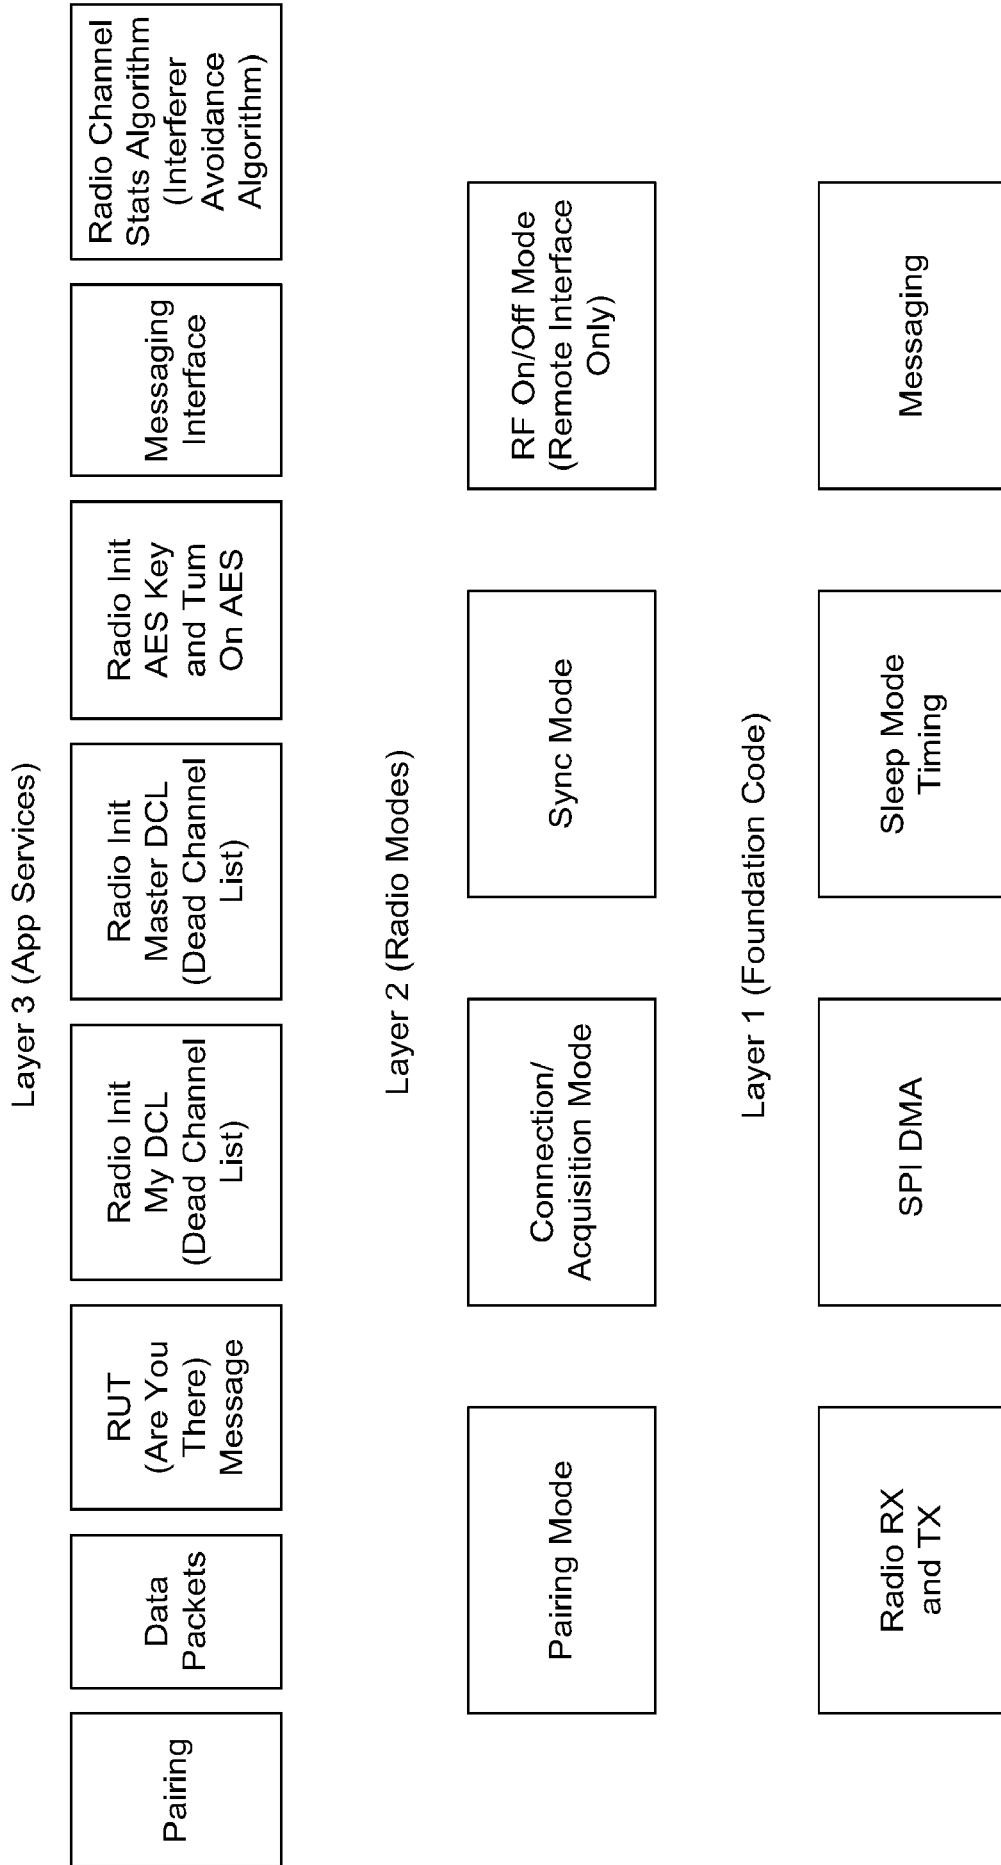 Layer 3 (App Services)
Pairing
Data
Packets
RUT
(Are You
There)
Message
Radio Init
My DCL
(Dead Channel
List)
Radio Init
Master DCL
(Dead Channel
List)
Radio Init
AES Key
and Tum
On AES
Messaging
Interface
Radio Channel
Stats Algorithm
(Interferer
Avoidance
Algorithm)
Layer 2 (Radio Modes)
Pairing Mode
Connection/
Acquisition Mode
Sync Mode
RF On/Off Mode
(Remote Interface
Only)
Layer 1 (Foundation Code)
Radio RX
and TX
SPI DMA
Sleep Mode
Timing
Messaging